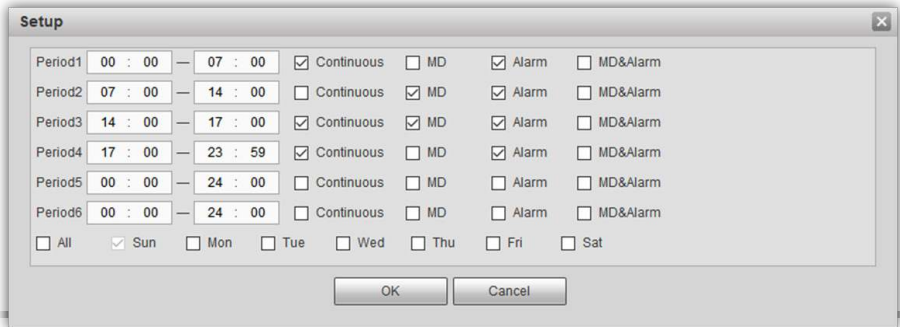 Setup
Period1 00 : 00 — 07 : 00 Continuous MD Alarm MD&Alarm
Period2 07 : 00 — 14 : 00 Continuous MD Alarm MD&Alarm
Period3 14 : 00 — 17 : 00 Continuous MD Alarm MD&Alarm
Period4 17 : 00 — 23 : 59 Continuous MD Alarm MD&Alarm
Period5 00 : 00 — 24 : 00 Continuous MD Alarm MD&Alarm
Period6 00 : 00 — 24 : 00 Continuous MD Alarm MD&Alarm
All Sun Mon Tue Wed Thu Fri Sat
OK Cancel